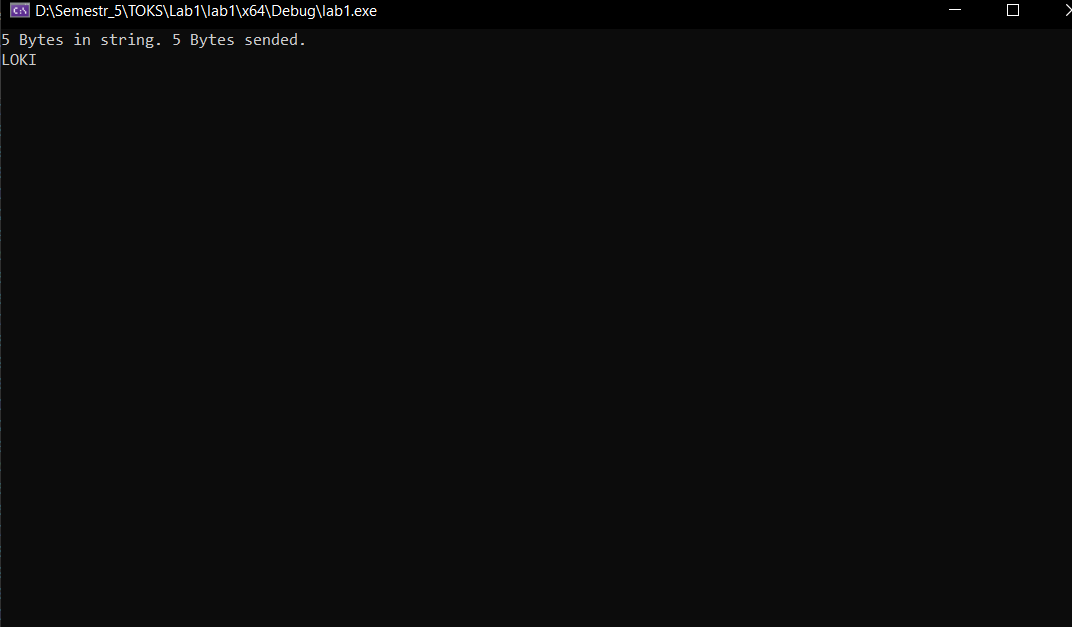 D:\Semestr_5\TOKS\Lab1\lab1\x64\Debug\lab1.exe
5 Bytes in string. 5 Bytes sended.
LOKI